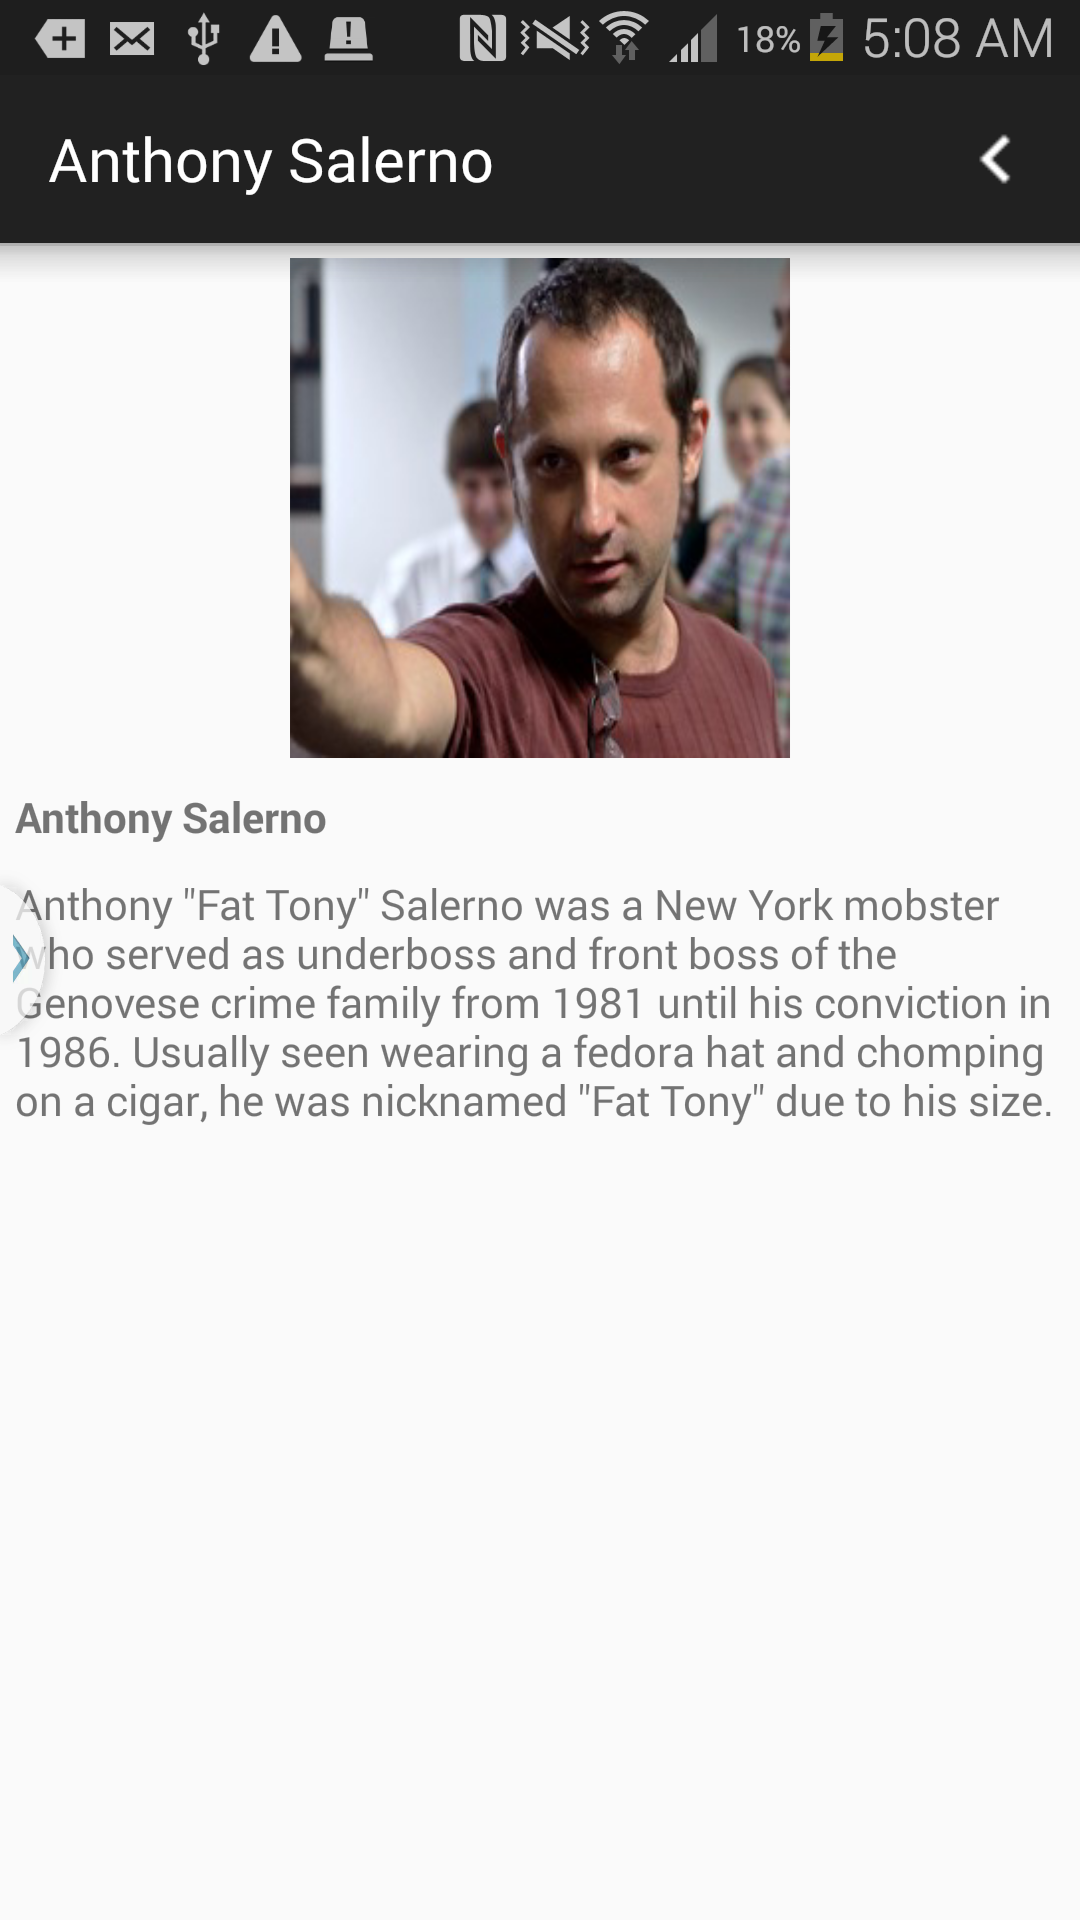 18% 5:08 AM
Anthony Salerno
Anthony Salerno
Anthony "Fat Tony" Salerno was a New York mobster
who served as underboss and front boss of the
Genovese crime family from 1981 until his conviction in
1986. Usually seen wearing a fedora hat and chomping
on a cigar, he was nicknamed "Fat Tony" due to his size.